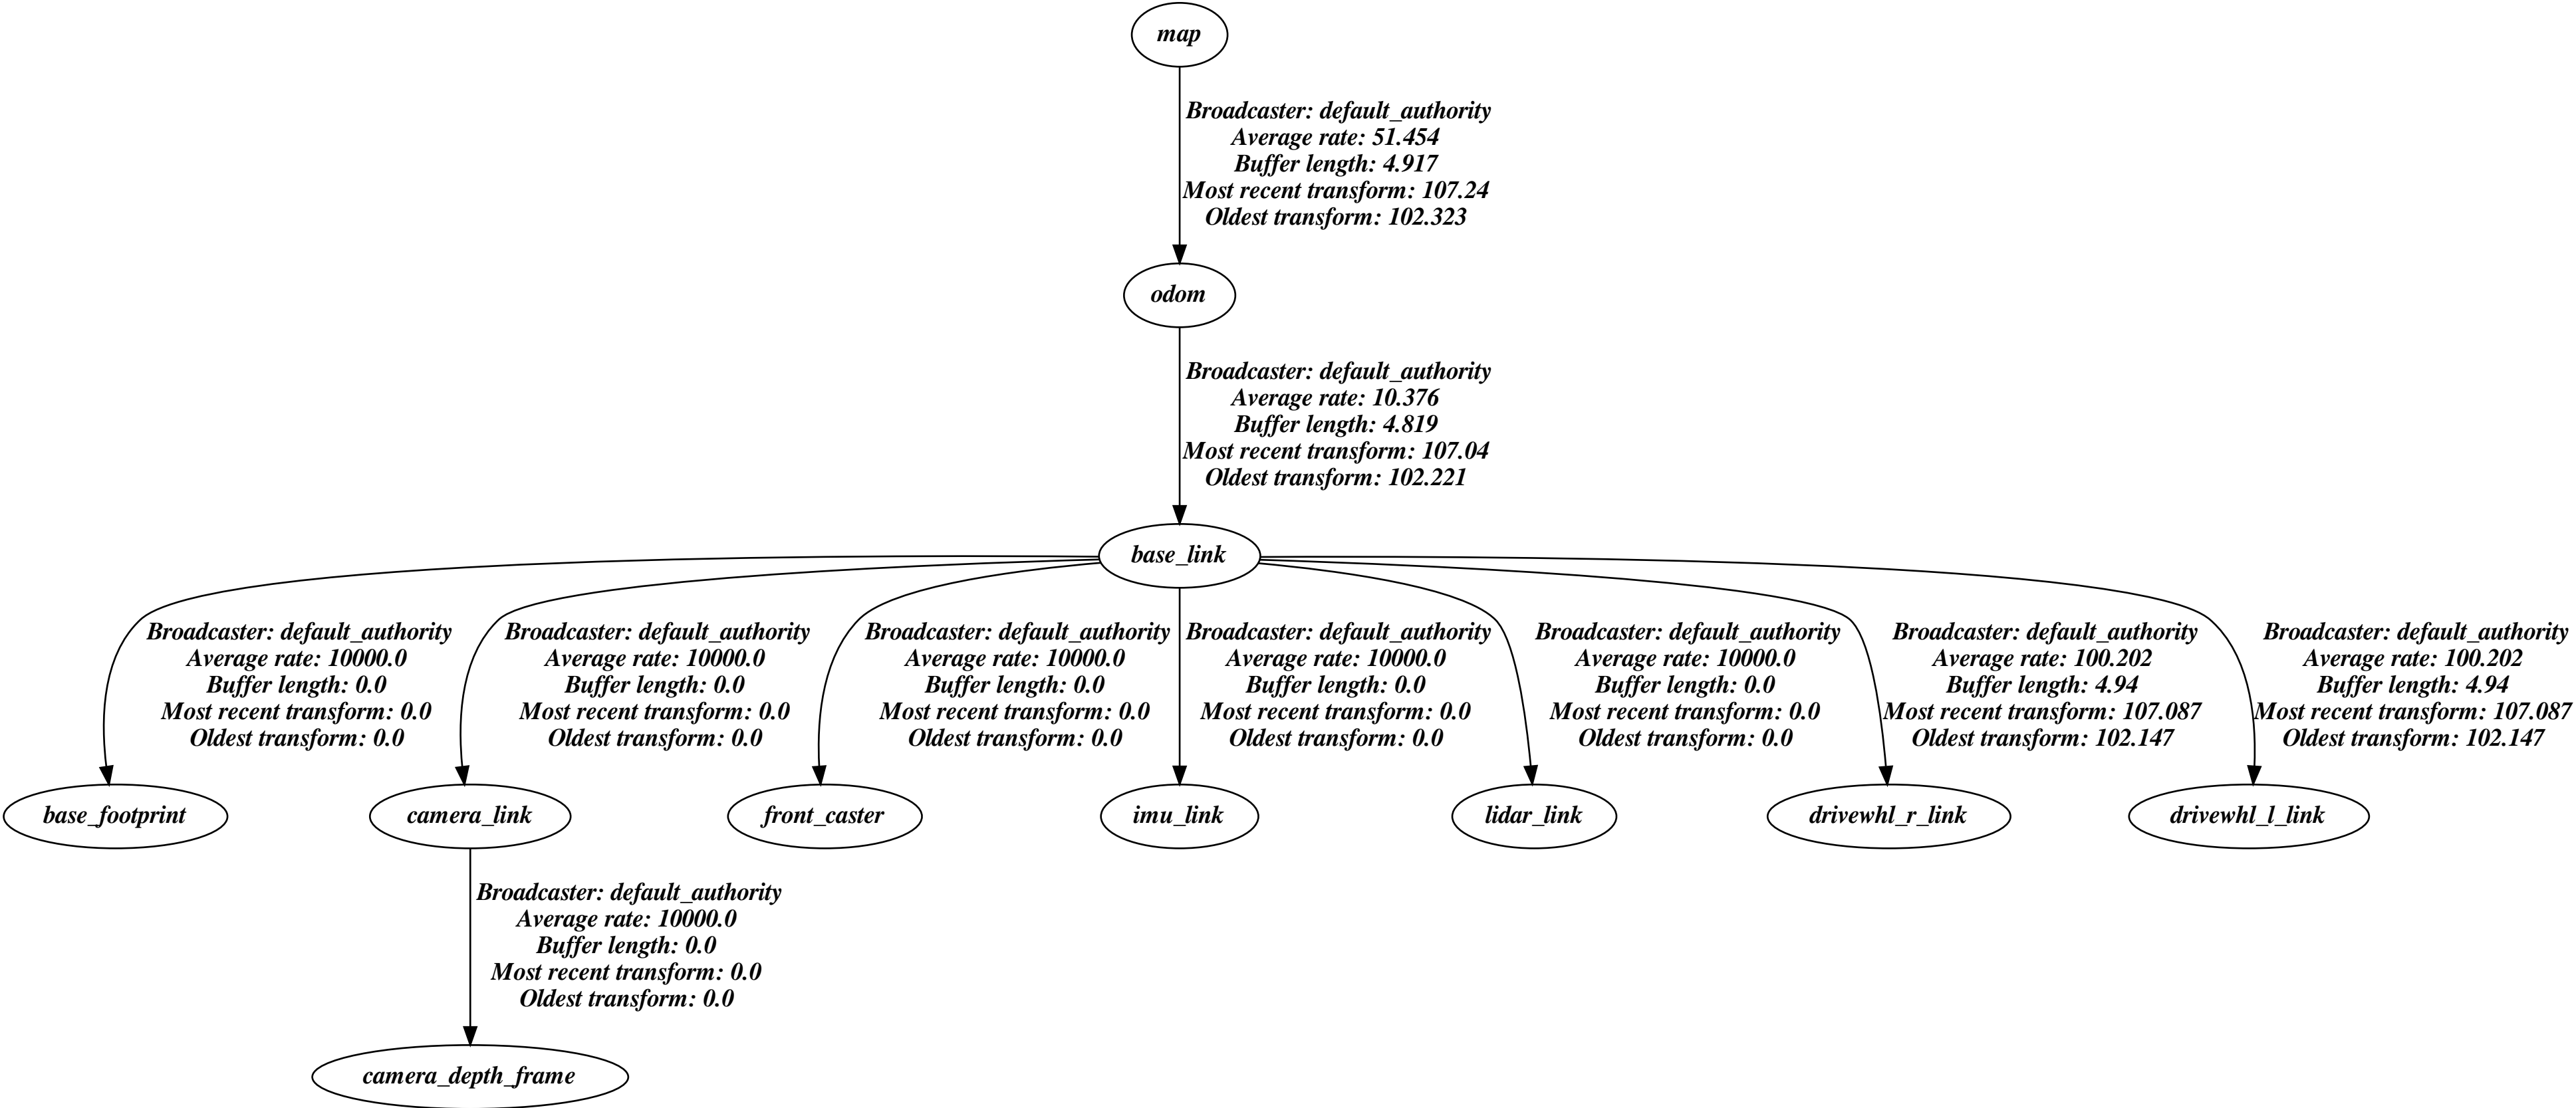 map
Broadcaster: default_authority
Average rate: 51.454
Buffer length: 4.917
Most recent transform: 107.24
Oldest transform: 102.323
odom
Broadcaster: default_authority
Average rate: 10.376
Buffer length: 4.819
Most recent transform: 107.04
Oldest transform: 102.221
base_link
Broadcaster: default_authority
Average rate: 10000.0
Buffer length: 0.0
Most recent transform: 0.0
Oldest transform: 0.0
Broadcaster: default_authority
Average rate: 10000.0
Buffer length: 0.0
Most recent transform: 0.0
Oldest transform: 0.0
Broadcaster: default_authority
Average rate: 10000.0
Buffer length: 0.0
Most recent transform: 0.0
Oldest transform: 0.0
Broadcaster: default_authority
Average rate: 10000.0
Buffer length: 0.0
Most recent transform: 0.0
Oldest transform: 0.0
Broadcaster: default_authority
Average rate: 10000.0
Buffer length: 0.0
Most recent transform: 0.0
Oldest transform: 0.0
Broadcaster: default_authority
Average rate: 100.202
Buffer length: 4.94
Most recent transform: 107.087
Oldest transform: 102.147
Broadcaster: default_authority
Average rate: 100.202
Buffer length: 4.94
Most recent transform: 107.087
Oldest transform: 102.147
base_footprint
camera_link
front_caster
imu_link
lidar_link
drivewhl_r_link
drivewhl_l_link
Broadcaster: default_authority
Average rate: 10000.0
Buffer length: 0.0
Most recent transform: 0.0
Oldest transform: 0.0
camera_depth_frame